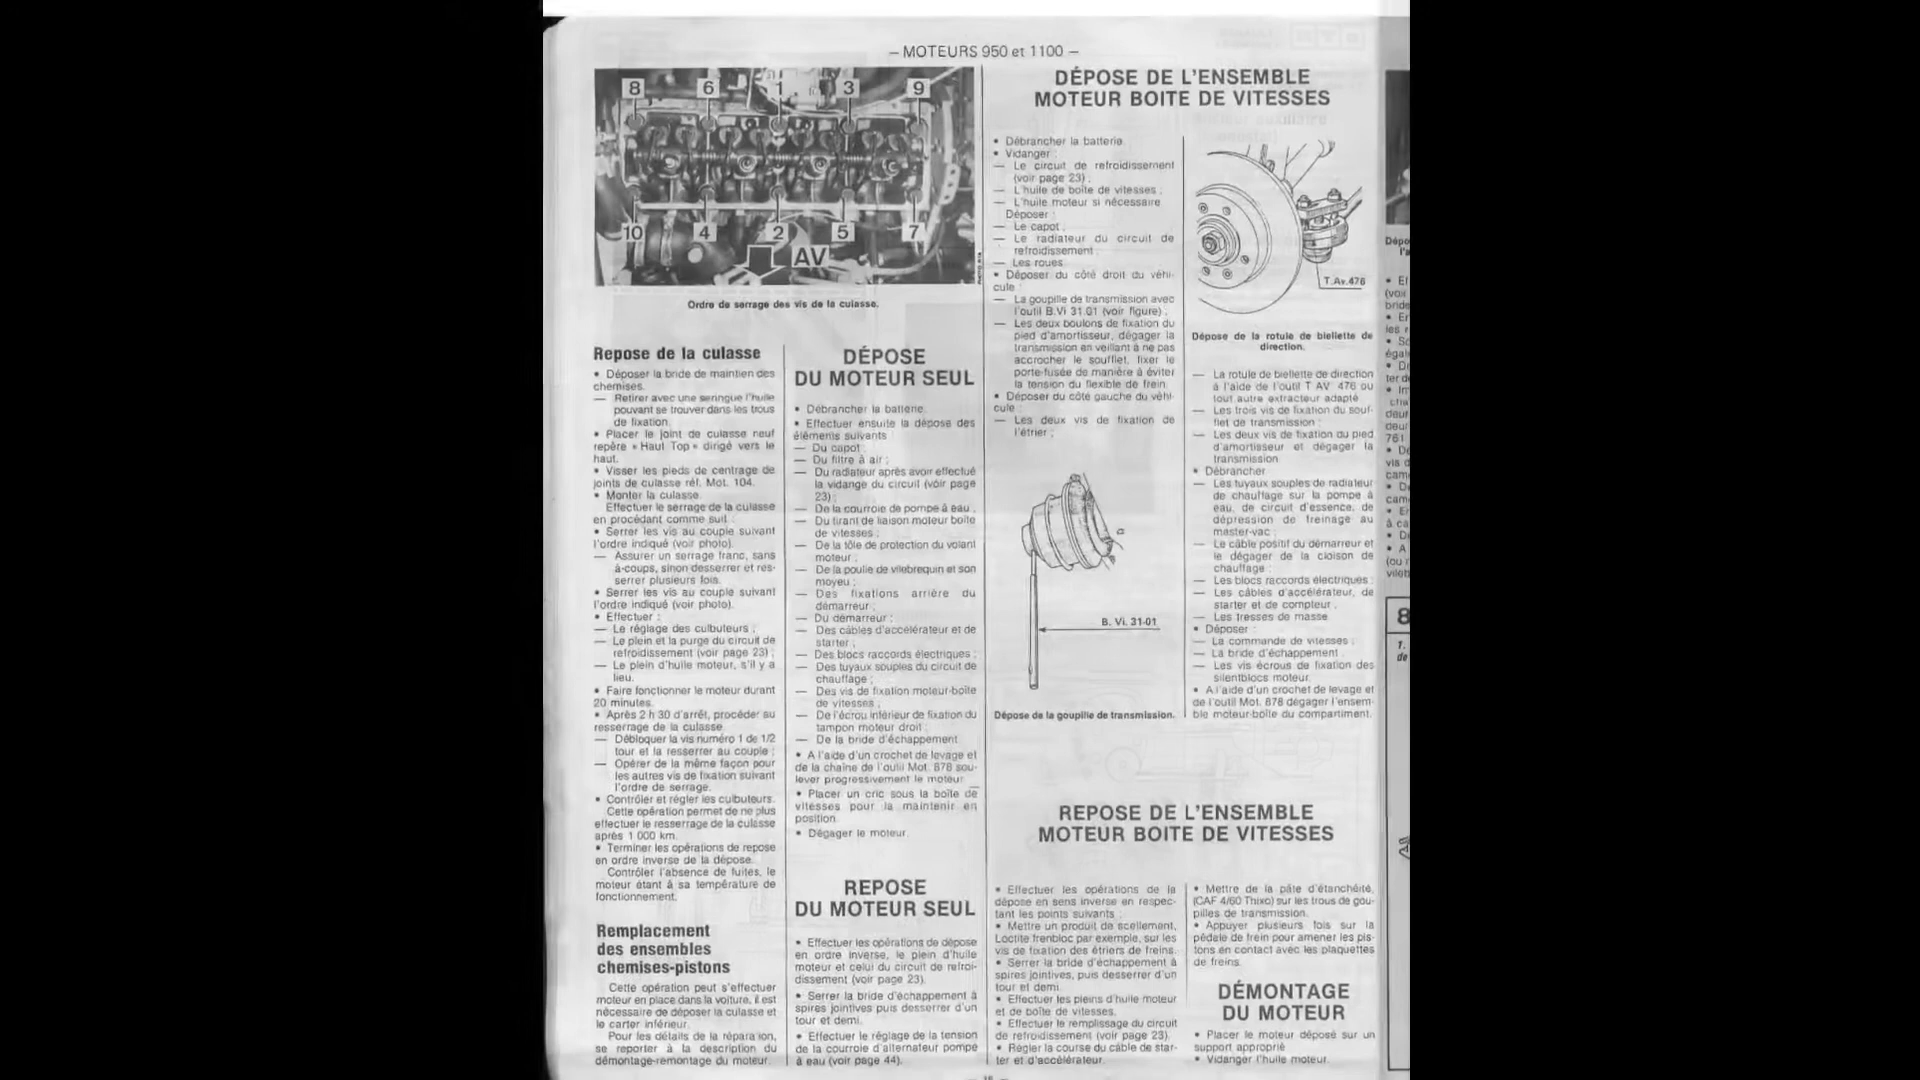 — MOTEURS 950 et 1100 —
8 6 1 3 9
10 4 2 5 7
AV
Ordre de serrage des vis de la culasse.
Repose de la culasse
• Déposer la bride de maintien des
chemises.
— Retirer avec une seringue l'huile
pouvant se trouver dans les trous
de fixation.
• Placer le joint de culasse neuf
repère « Haut Top » dirigé vers le
haut.
• Visser les pieds de centrage de
joints de culasse réf. Mot. 104.
• Monter la culasse.
Effectuer le serrage de la culasse
en procédant comme suit :
• Serrer les vis au couple suivant
l'ordre indiqué (voir photo).
— Assurer un serrage franc, sans
à-coups, sinon desserrer et res-
serrer plusieurs fois.
• Serrer les vis au couple suivant
l'ordre indiqué (voir photo).
• Effectuer :
— Le réglage des culbuteurs ;
— Le plein et la purge du circuit de
refroidissement (voir page 23) ;
— Le plein d'huile moteur, s'il y a
lieu.
• Faire fonctionner le moteur durant
20 minutes.
• Après 2 h 30 d'arrêt, procéder au
resserrage de la culasse
— Débloquer la vis numéro 1 de 1/2
tour et la resserrer au couple ;
— Opérer de la même façon pour
les autres vis de fixation suivant
l'ordre de serrage.
• Contrôler et régler les culbuteurs.
Cette opération permet de ne plus
effectuer le resserrage de la culasse
après 1 000 km.
• Terminer les opérations de repose
en ordre inverse de la dépose.
Contrôler l'absence de fuites, le
moteur étant à sa température de
fonctionnement.
Remplacement
des ensembles
chemises-pistons
Cette opération peut s'effectuer
moteur en place dans la voiture, il est
nécessaire de déposer la culasse et
le carter inférieur.
Pour les détails de la répara ion,
se reporter à la description du
démontage-remontage du moteur.
DÉPOSE
DU MOTEUR SEUL
• Débrancher la batterie.
• Effectuer ensuite la dépose des
éléments suivants
— Du capot ;
— Du filtre à air ;
— Du radiateur après avoir effectué
la vidange du circuit (voir page
23) ;
— De la courroie de pompe à eau ;
— Du tirant de liaison moteur boîte
de vitesses ;
— De la tôle de protection du volant
moteur ;
— De la poulie de vilebrequin et son
moyeu ;
— Des fixations arrière du
démarreur ;
— Du démarreur ;
— Des câbles d'accélérateur et de
starter ;
— Des blocs raccords électriques ;
— Des tuyaux souples du circuit de
chauffage ;
— Des vis de fixation moteur-boîte
de vitesses ;
— De l'écrou inférieur de fixation du
tampon moteur droit ;
— De la bride d'échappement
• A l'aide d'un crochet de levage et
de la chaîne de l'outil Mot. 878 sou-
lever progressivement le moteur.
• Placer un cric sous la boîte de
vitesses pour la maintenir en
position.
• Dégager le moteur.
REPOSE
DU MOTEUR SEUL
• Effectuer les opérations de dépose
en ordre inverse, le plein d'huile
moteur et celui du circuit de refroi-
dissement (voir page 23).
• Serrer la bride d'échappement à
spires jointives puis desserrer d'un
tour et demi.
• Effectuer le réglage de la tension
de la courroie d'alternateur pompe
à eau (voir page 44).
DÉPOSE DE L'ENSEMBLE
MOTEUR BOITE DE VITESSES
• Débrancher la batterie
• Vidanger :
— Le circuit de refroidissement
(voir page 23) ;
— L'huile de boîte de vitesses ;
— L'huile moteur si nécessaire
Déposer :
— Le capot ;
— Le radiateur du circuit de
refroidissement ;
— Les roues
• Déposer du côté droit du véhi-
cule :
— La goupille de transmission avec
l'outil B.Vi 31.01 (voir figure) ;
— Les deux boulons de fixation du
pied d'amortisseur, dégager la
transmission en veillant à ne pas
accrocher le soufflet, fixer le
porte-fusée de manière à éviter
la tension du flexible de frein.
• Déposer du côté gauche du véhi-
cule :
— Les deux vis de fixation de
l'étrier ;
B. Vi. 31-01
Dépose de la goupille de transmission.
T.Av.476
Dépose de la rotule de biellette de
direction.
— La rotule de biellette de direction
à l'aide de l'outil T AV 476 ou
tout autre extracteur adapté
— Les trois vis de fixation du souf-
flet de transmission ;
— Les deux vis de fixation du pied
d'amortisseur et dégager la
transmission
• Débrancher
— Les tuyaux souples de radiateur
de chauffage sur la pompe à
eau, de circuit d'essence, de
dépression de freinage au
master-vac ;
— Le câble positif du démarreur et
le dégager de la cloison de
chauffage ;
— Les blocs raccords électriques ;
— Les câbles d'accélérateur, de
starter et de compteur ;
— Les tresses de masse
• Déposer :
— La commande de vitesses ;
— La bride d'échappement
— Les vis écrous de fixation des
silentblocs moteur.
• A l'aide d'un crochet de levage et
de l'outil Mot. 878 dégager l'ensem-
ble moteur-boîte du compartiment.
REPOSE DE L'ENSEMBLE
MOTEUR BOITE DE VITESSES
• Effectuer les opérations de la
dépose en sens inverse en respec-
tant les points suivants :
• Mettre un produit de scellement,
Loctite frenbloc par exemple, sur les
vis de fixation des étriers de freins.
• Serrer la bride d'échappement à
spires jointives, puis desserrer d'un
tour et demi.
• Effectuer les pleins d'huile moteur
et de boîte de vitesses.
• Effectuer le remplissage du circuit
de refroidissement (voir page 23).
• Régler la course du câble de star-
ter et d'accélérateur.
• Mettre de la pâte d'étanchéité,
(CAF 4/60 Thixo) sur les trous de gou-
pilles de transmission.
• Appuyer plusieurs fois sur la
pédale de frein pour amener les pis-
tons en contact avec les plaquettes
de freins.
DÉMONTAGE
DU MOTEUR
• Placer le moteur déposé sur un
support approprié
• Vidanger l'huile moteur.